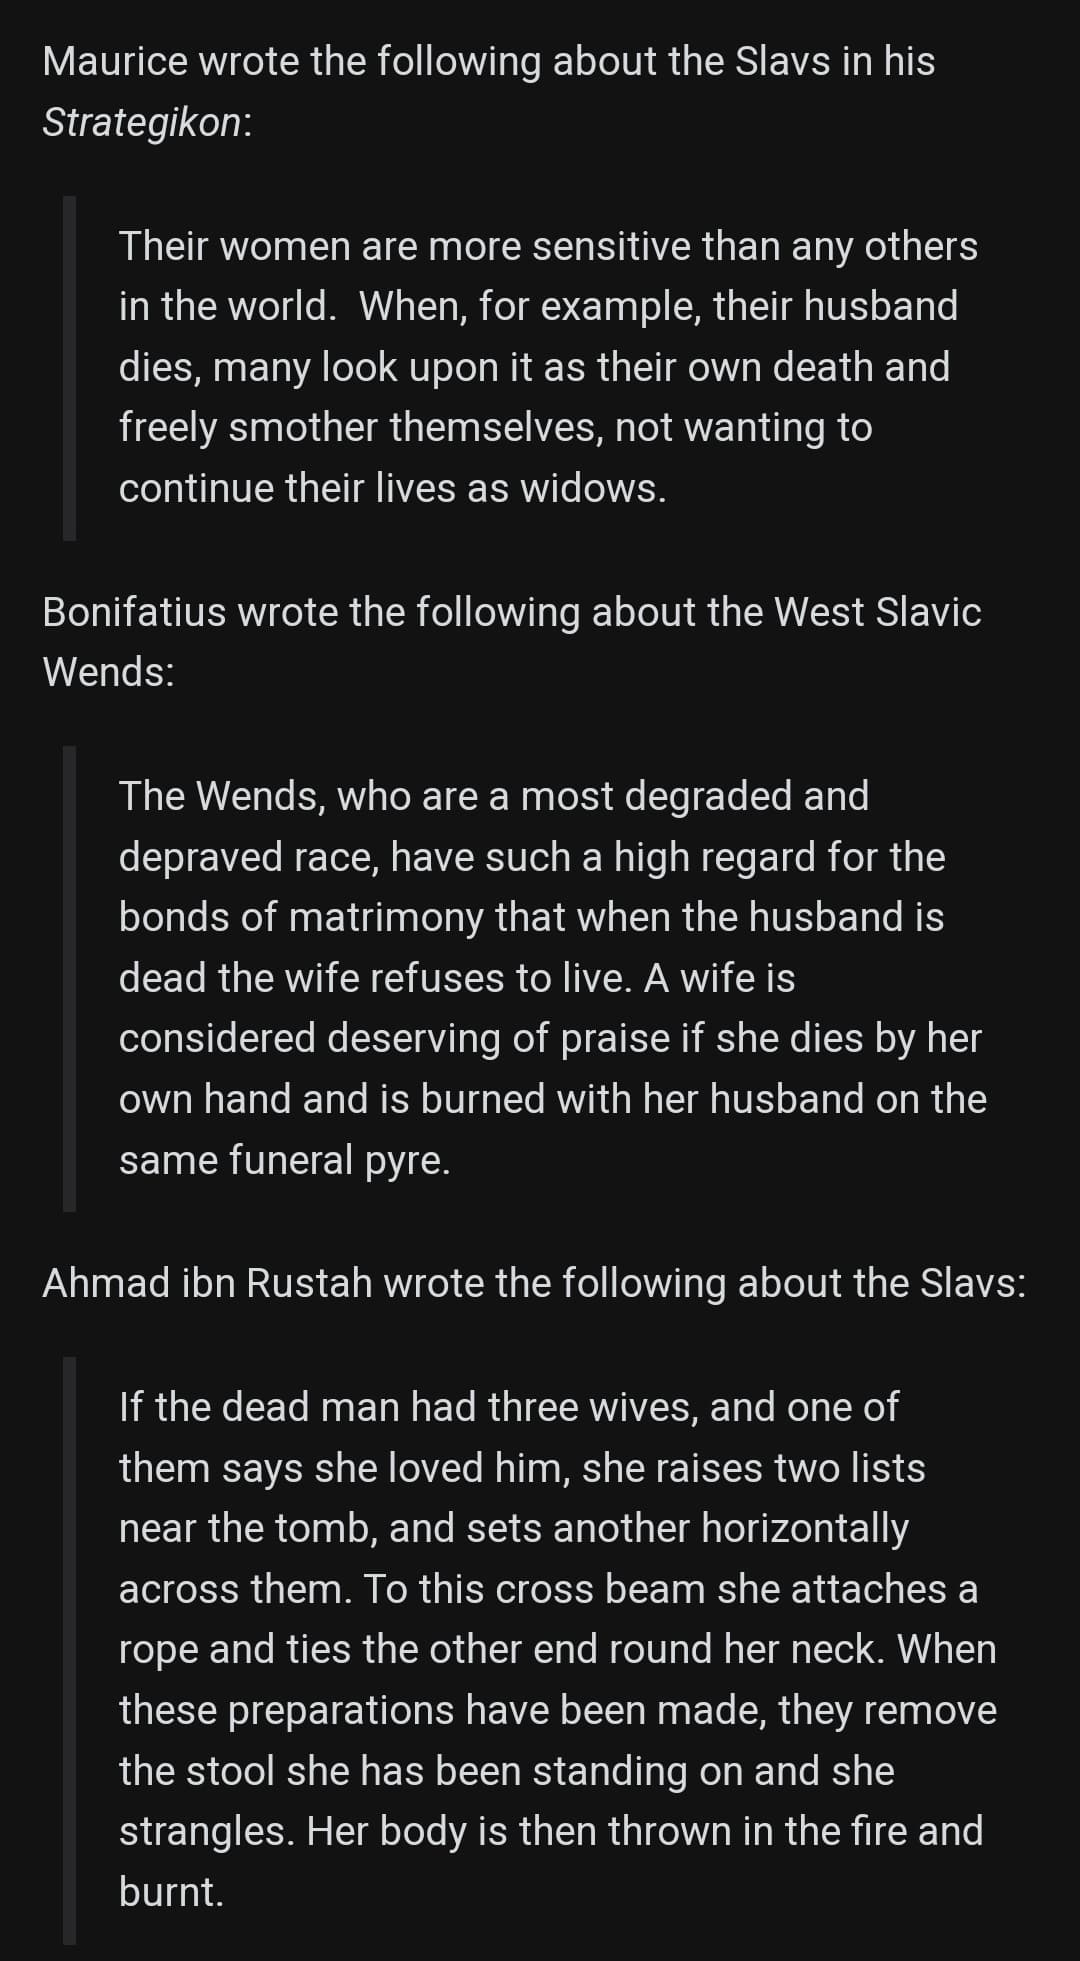 Maurice wrote the following about the Slavs in his
Strategikon:
Their women are more sensitive than any others
in the world.  When, for example, their husband
dies, many look upon it as their own death and
freely smother themselves, not wanting to
continue their lives as widows.
Bonifatius wrote the following about the West Slavic
Wends:
The Wends, who are a most degraded and
depraved race, have such a high regard for the
bonds of matrimony that when the husband is
dead the wife refuses to live. A wife is
considered deserving of praise if she dies by her
own hand and is burned with her husband on the
same funeral pyre.
Ahmad ibn Rustah wrote the following about the Slavs:
If the dead man had three wives, and one of
them says she loved him, she raises two lists
near the tomb, and sets another horizontally
across them. To this cross beam she attaches a
rope and ties the other end round her neck. When
these preparations have been made, they remove
the stool she has been standing on and she
strangles. Her body is then thrown in the fire and
burnt.